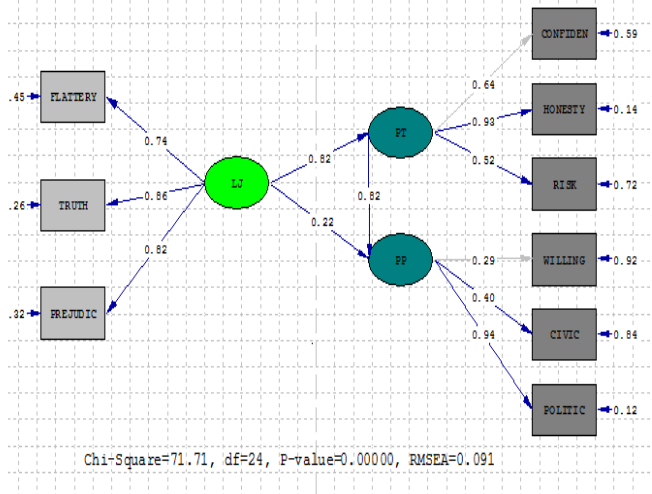 CONFIDEN
0.59
0.64
.45
FLATTERY
HONESTY
0.14
0.93
0.74
PT
0.82
0.52
RISK
0.72
LJ
TRUTH
.26
0.86
0.82
0.22
0.82
PP
WILLING
0.92
0.29
0.40
PREJUDIC
.32
CIVIC
0.84
0.94
POLITIC
0.12
Chi-Square=71.71, df=24, P-value=0.00000, RMSEA=0.091